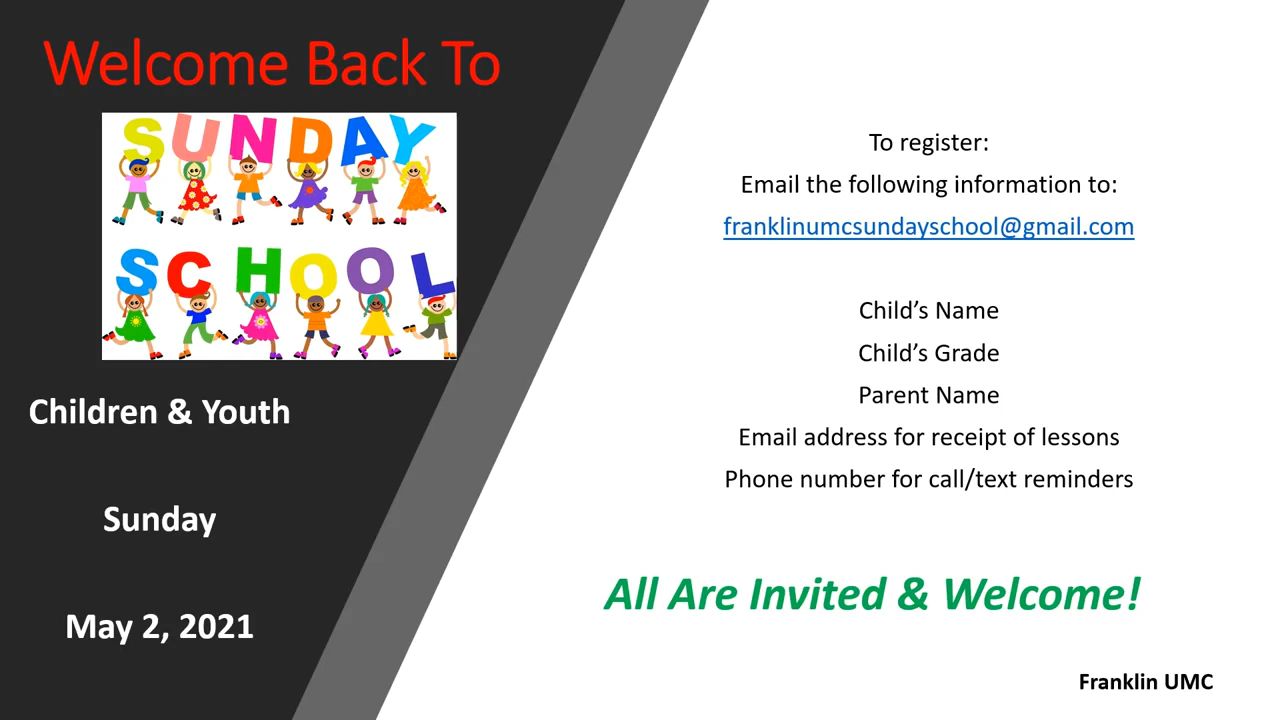 Welcome Back To
SUNDAY
SCHOOL
Children & Youth
Sunday
May 2, 2021
To register:
Email the following information to:
franklinumcsundayschool@gmail.com
Child’s Name
Child’s Grade
Parent Name
Email address for receipt of lessons
Phone number for call/text reminders
All Are Invited & Welcome!
Franklin UMC